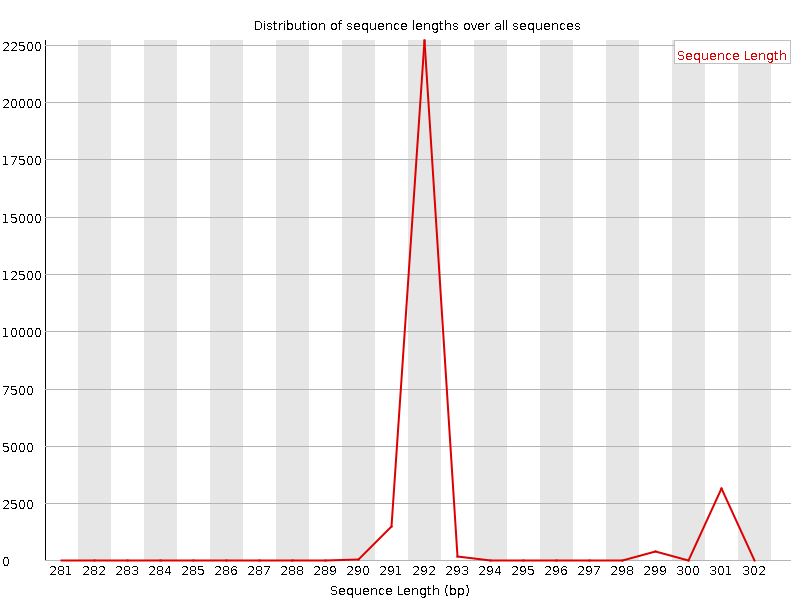 Distribution of sequence lengths over all sequences
Sequence Length
22500
20000
17500
15000
12500
10000
7500
5000
2500
0
281 282 283 284 285 286 287 288 289 290 291 292 293 294 295 296 297 298 299 300 301 302
Sequence Length (bp)